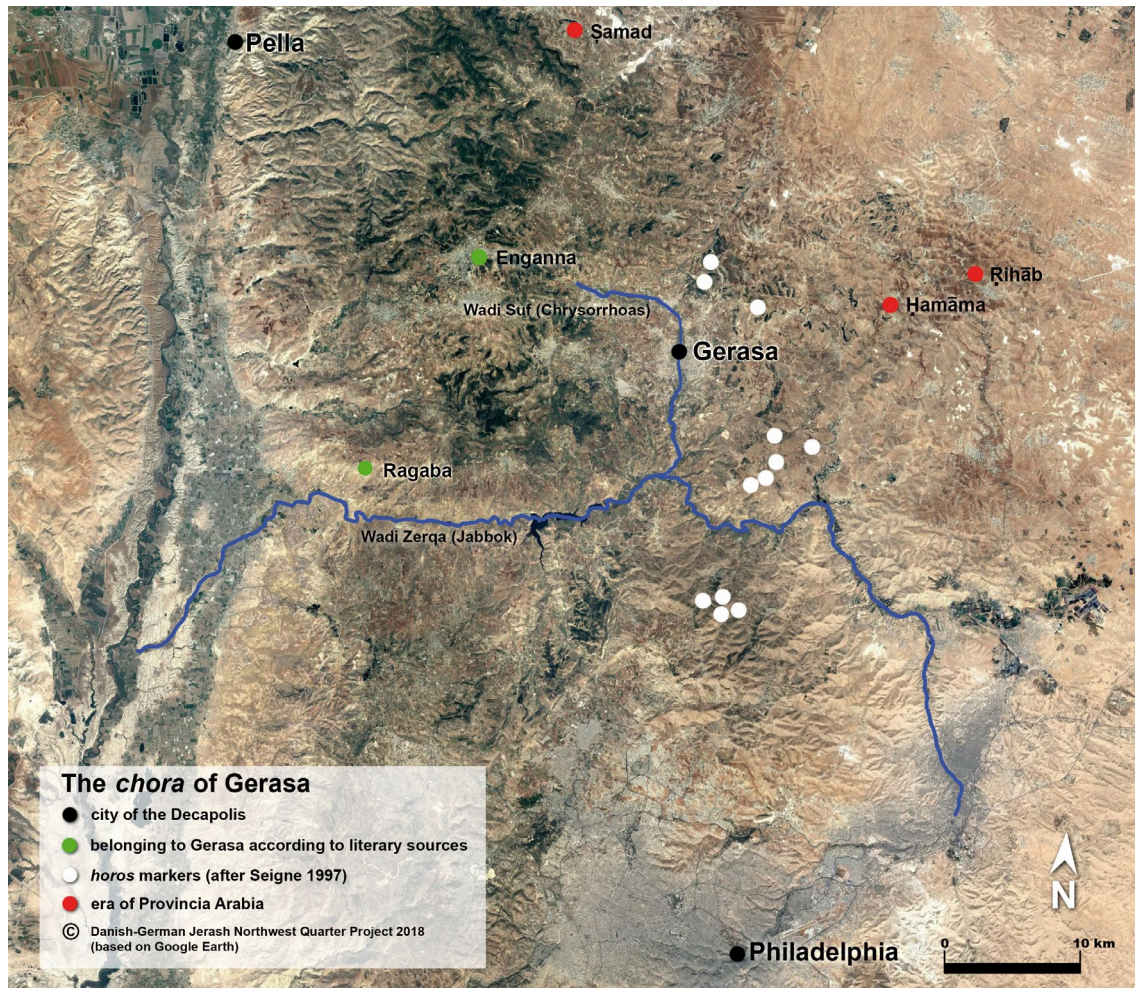 Pella
Ṣamad
Enganna
Riḥāb
Wadi Suf (Chrysorrhoas)
Ḥamāma
Gerasa
Ragaba
Wadi Zerqa (Jabbok)
The chora of Gerasa
city of the Decapolis
belonging to Gerasa according to literary sources
horos markers (after Seigne 1997)
era of Provincia Arabia
© Danish-German Jerash Northwest Quarter Project 2018
(based on Google Earth)
Philadelphia
N
0 10 km